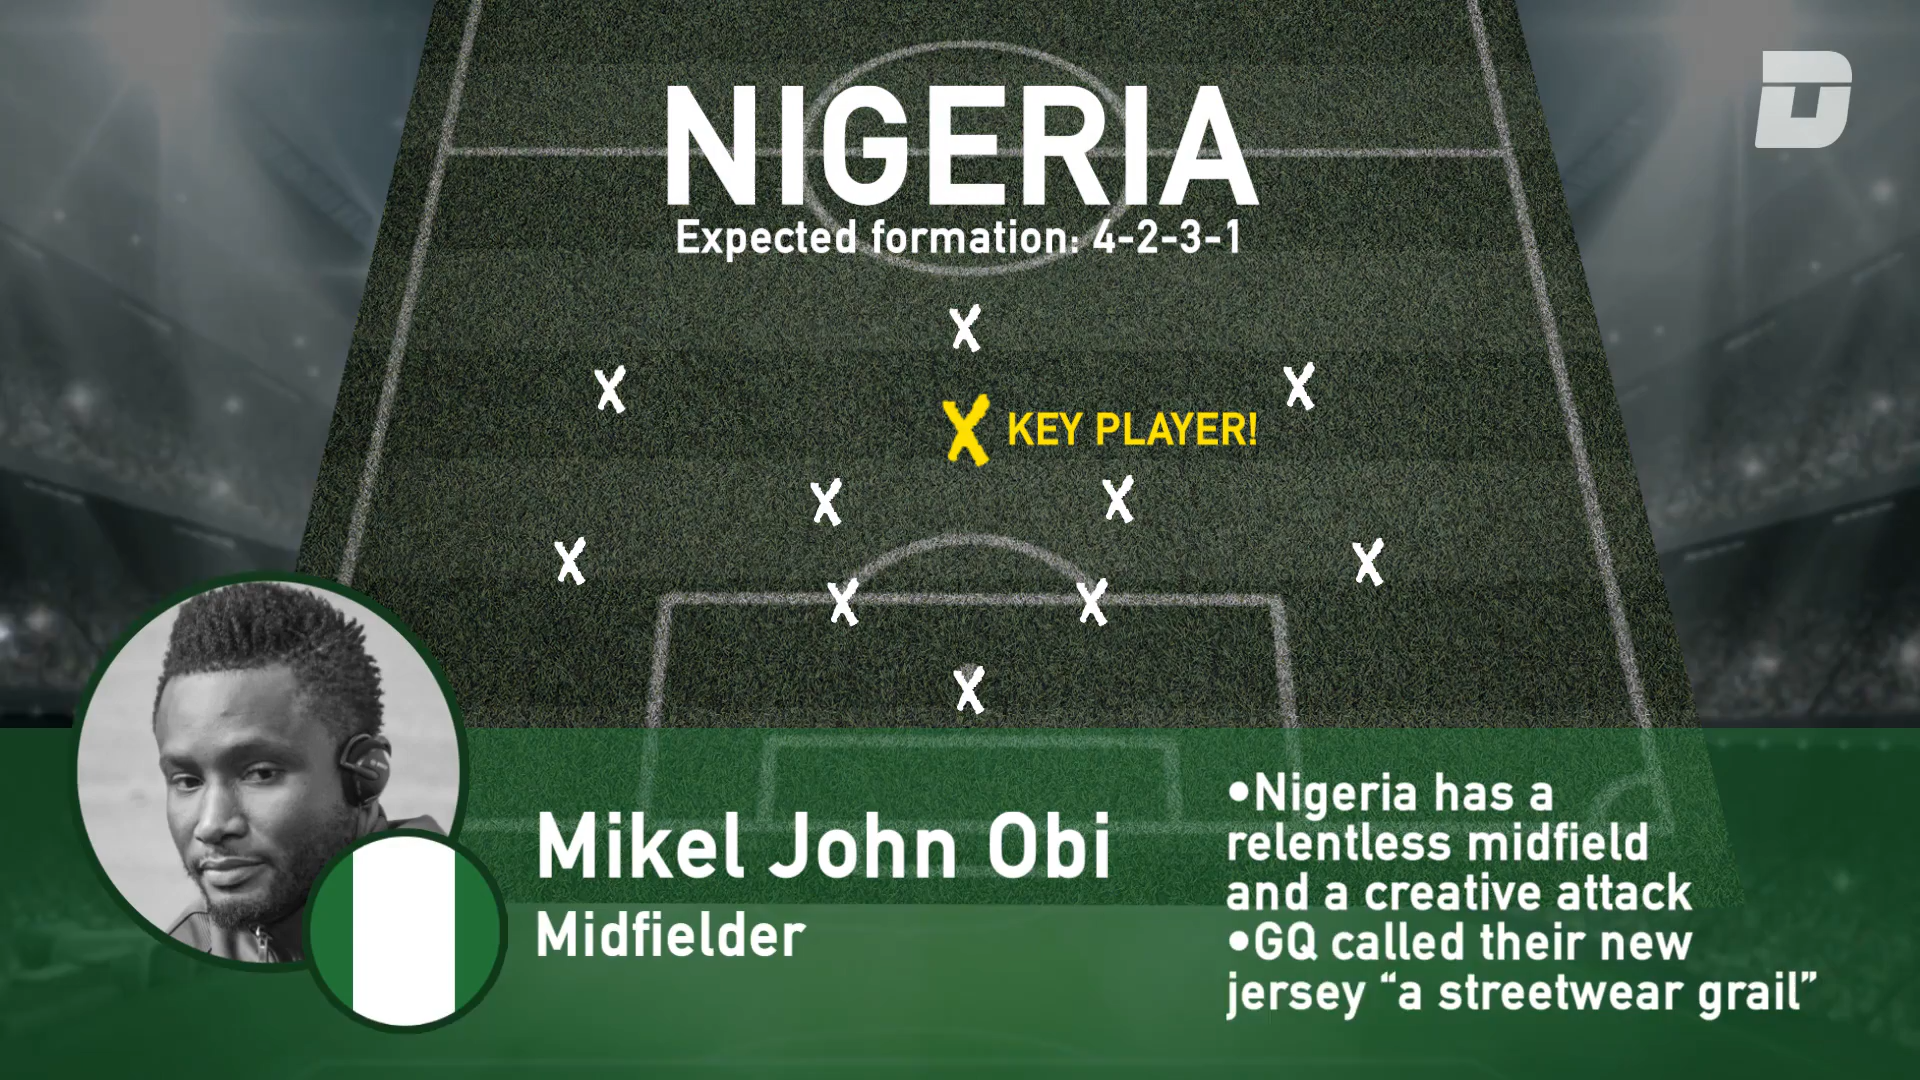 NIGERIA
Expected formation: 4-2-3-1
KEY PLAYER!
Mikel John Obi
Midfielder
•Nigeria has a
relentless midfield
and a creative attack
•GQ called their new
jersey “a streetwear grail”